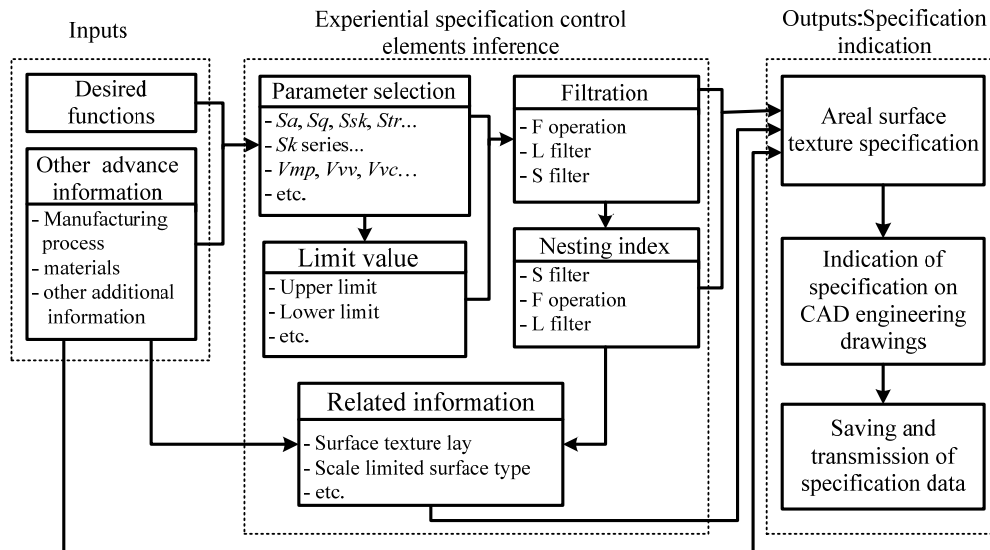 Inputs
Desired
functions
Other advance
information
- Manufacturing
process
- materials
- other additional
information
Experiential specification control
elements inference
Parameter selection
- Sa, Sq, Ssk, Str...
- Sk series...
- Vmp, Vvv, Vvc...
- etc.
Limit value
- Upper limit
- Lower limit
- etc.
Filtration
- F operation
- L filter
- S filter
Nesting index
- S filter
- F operation
- L filter
Related information
- Surface texture lay
- Scale limited surface type
- etc.
Outputs:Specification
indication
Areal surface
texture specification
Indication of
specification on
CAD engineering
drawings
Saving and
transmission of
specification data